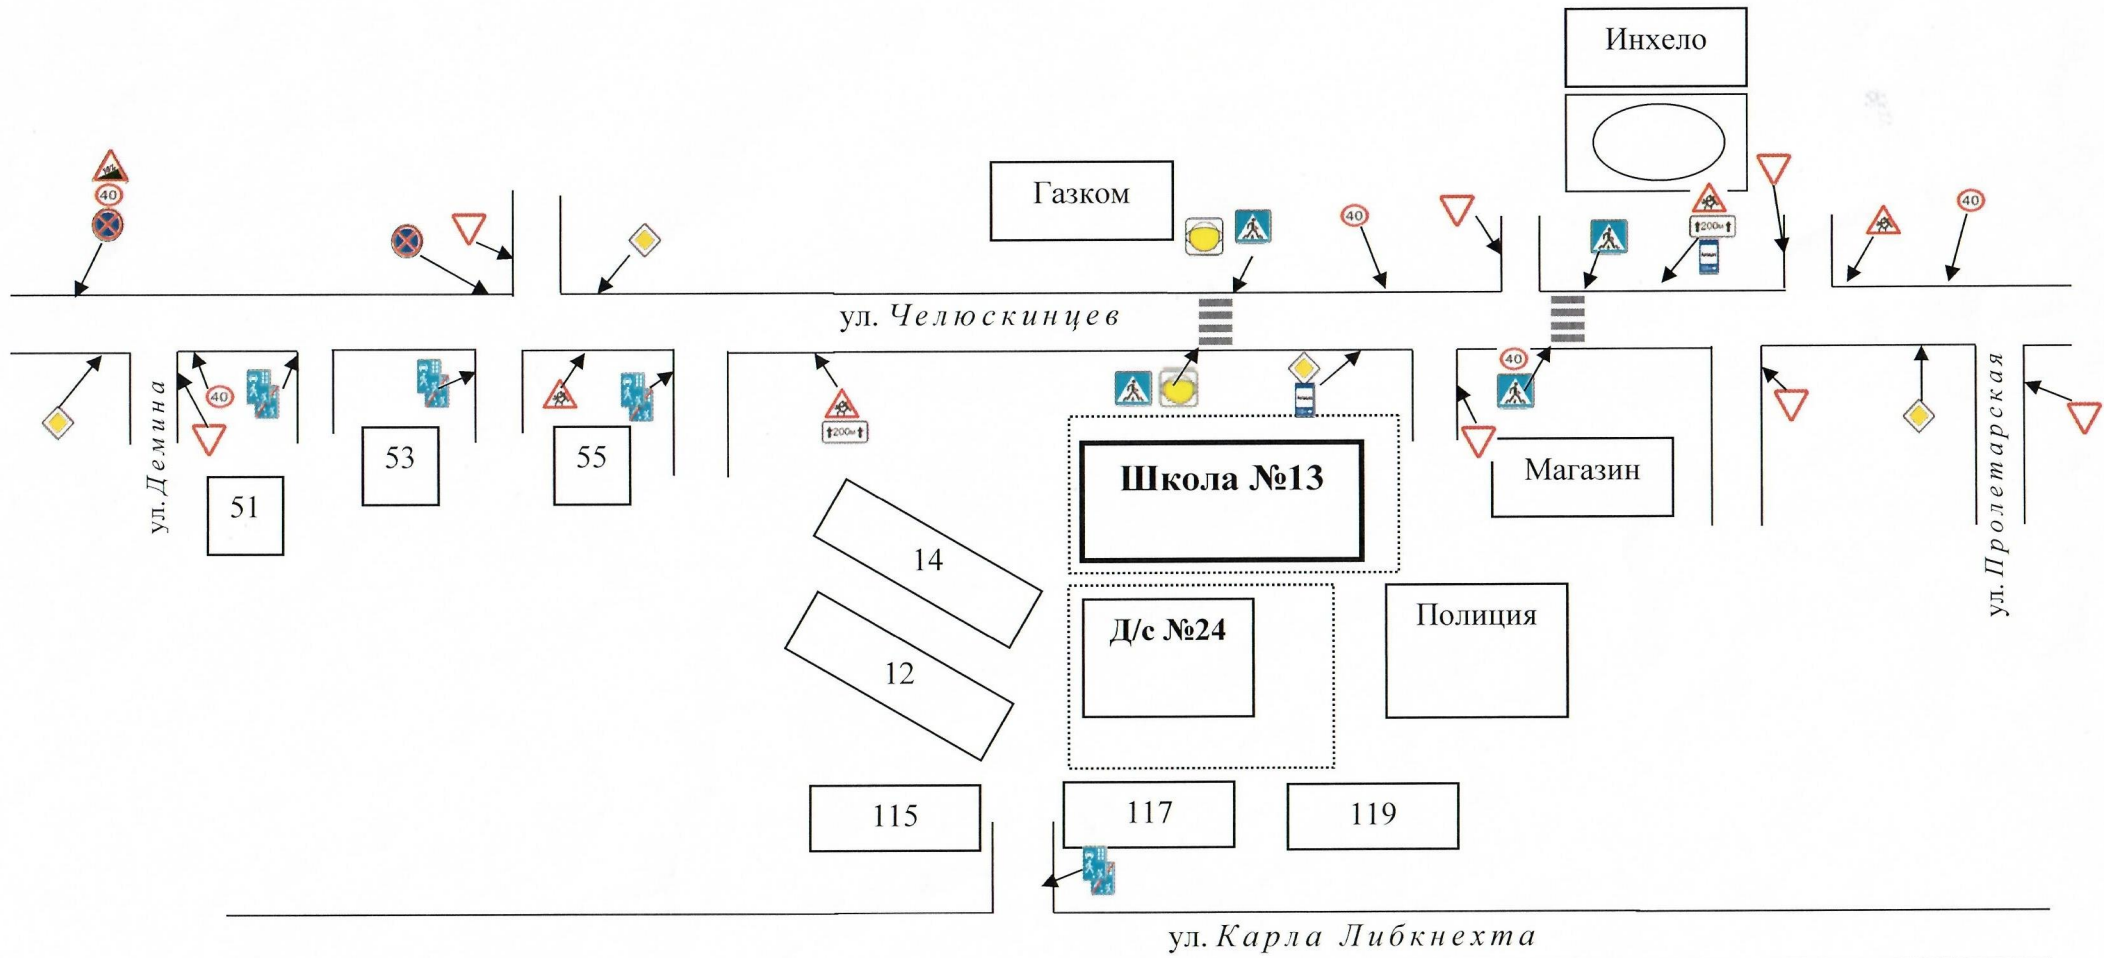 Инхело
Газком
40
40
40
200м
ул. Челюскинцев
ул. Демина
40
40
200м
51
53
55
Школа №13
Магазин
ул. Пролетарская
14
12
Д/с №24
Полиция
115
117
119
ул. Карла Либкнехта